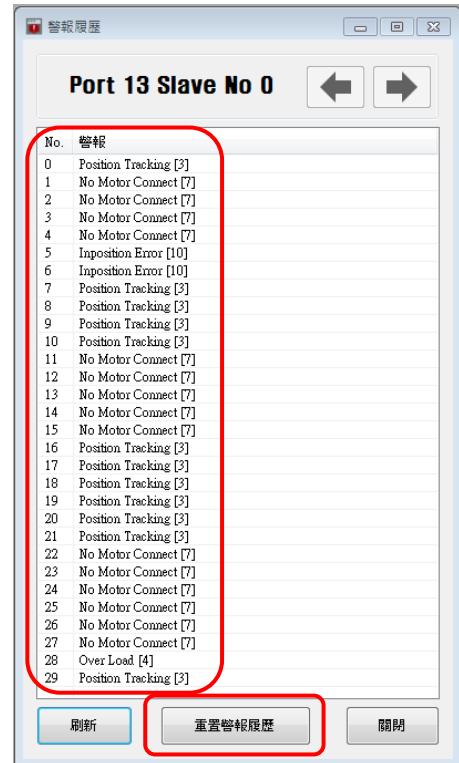 警報履歷
Port 13 Slave No 0
No. 警報
0 Position Tracking [3]
1 No Motor Connect [7]
2 No Motor Connect [7]
3 No Motor Connect [7]
4 No Motor Connect [7]
5 Inposition Error [10]
6 Inposition Error [10]
7 Position Tracking [3]
8 Position Tracking [3]
9 Position Tracking [3]
10 Position Tracking [3]
11 No Motor Connect [7]
12 No Motor Connect [7]
13 No Motor Connect [7]
14 No Motor Connect [7]
15 No Motor Connect [7]
16 Position Tracking [3]
17 Position Tracking [3]
18 Position Tracking [3]
19 Position Tracking [3]
20 Position Tracking [3]
21 Position Tracking [3]
22 No Motor Connect [7]
23 No Motor Connect [7]
24 No Motor Connect [7]
25 No Motor Connect [7]
26 No Motor Connect [7]
27 No Motor Connect [7]
28 Over Load [4]
29 Position Tracking [3]
刷新 重置警報履歷 關閉